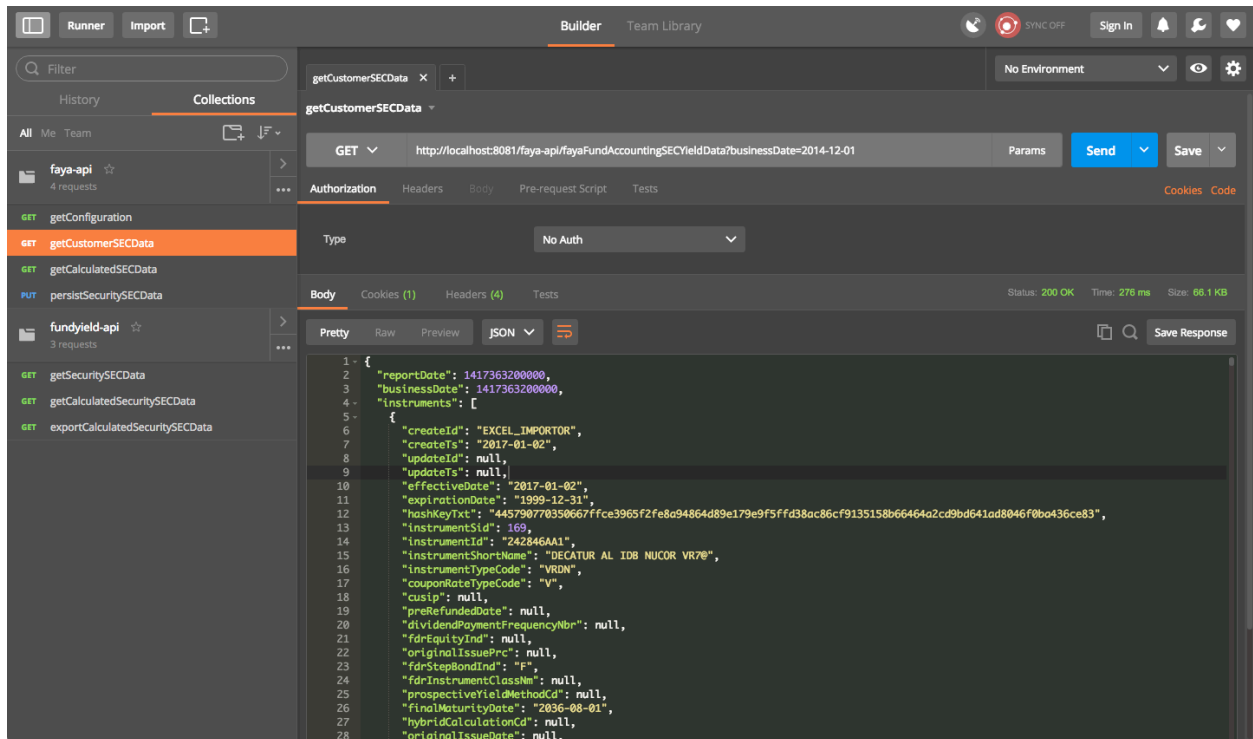 Runner Import Builder Team Library SYNC OFF Sign In
Filter
History Collections
All Me Team
faya-api
4 requests
GET getConfiguration
GET getCustomerSECData
GET getCalculatedSECData
PUT persistSecuritySECData
fundyield-api
3 requests
GET getSecuritySECData
GET getCalculatedSecuritySECData
GET exportCalculatedSecuritySECData
getCustomerSECData X +
No Environment
getCustomerSECData
GET http://localhost:8081/faya-api/fayaFundAccountingSECYieldData?businessDate=2014-12-01 Params Send Save
Authorization Headers Body Pre-request Script Tests Cookies Code
Type No Auth
Body Cookies (1) Headers (4) Tests Status: 200 OK Time: 276 ms Size: 66.1 KB
Pretty Raw Preview JSON Save Response
1 {
2 "reportDate": 1417363200000,
3 "businessDate": 1417363200000,
4 "instruments": [
5 {
6 "createId": "EXCEL_IMPORTOR",
7 "createTs": "2017-01-02",
8 "updateId": null,
9 "updateTs": null,
10 "effectiveDate": "2017-01-02",
11 "expirationDate": "1999-12-31",
12 "hashKeyTxt": "445790770350667ffce3965f2fe8a94864d89e179e9f5ffd38ac86cf9135158b66464a2cd9bd641ad8046f0ba436ce83",
13 "instrumentSid": 169,
14 "instrumentId": "242846AA1",
15 "instrumentShortName": "DECATUR AL IDB NUCOR VR7@",
16 "instrumentTypeCode": "VRDN",
17 "couponRateTypeCode": "V",
18 "cusip": null,
19 "preRefundedDate": null,
20 "dividendPaymentFrequencyNbr": null,
21 "fdrEquityInd": null,
22 "originalIssuePrc": null,
23 "fdrStepBondInd": "F",
24 "fdrInstrumentClassNm": null,
25 "prospectiveYieldMethodCd": null,
26 "finalMaturityDate": "2036-08-01",
27 "hybridCalculationCd": null,
28 "originalIssueDate": null,